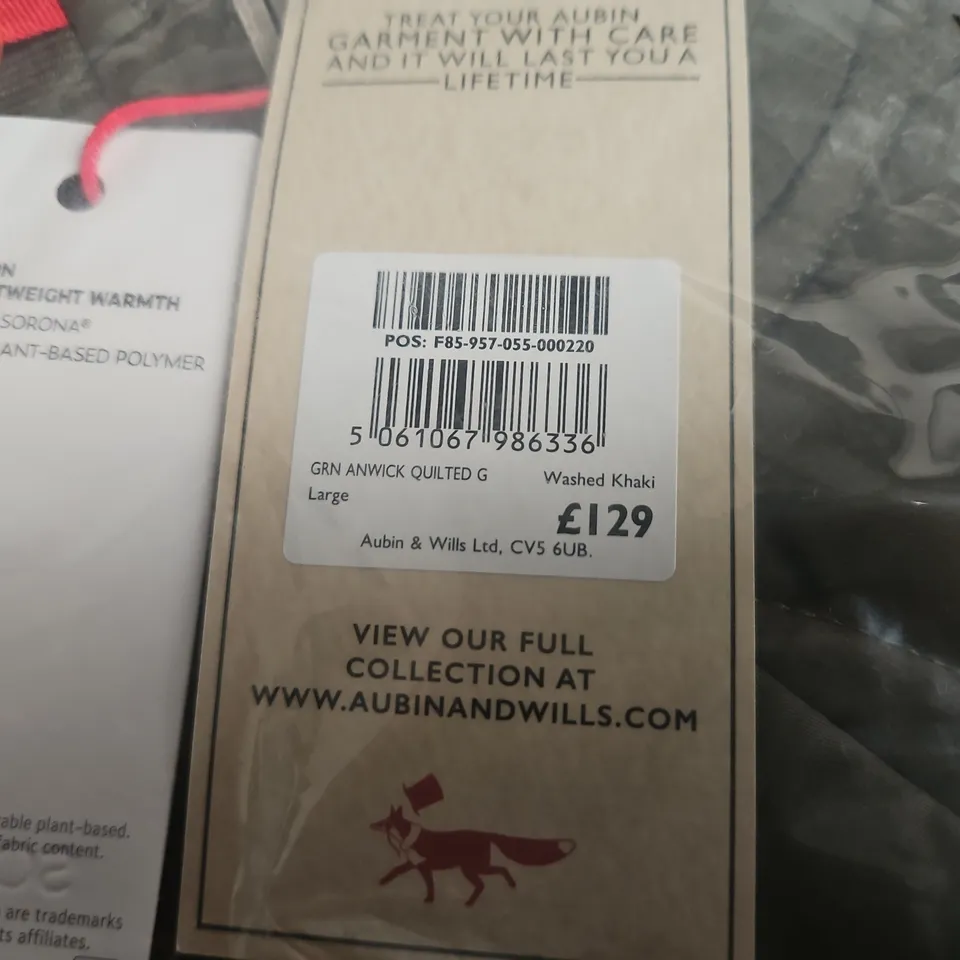 TREAT YOUR AUBIN
GARMENT WITH CARE
AND IT WILL LAST YOU A
LIFETIME
POS: F85-957-055-000220
5 061067 986336
GRN ANWICK QUILTED G Washed Khaki
Large
£129
Aubin & Wills Ltd, CV5 6UB.
VIEW OUR FULL
COLLECTION AT
WWW.AUBINANDWILLS.COM
TWEIGHT WARMTH
SORONA®
ANT-BASED POLYMER
able plant-based.
fabric content.
are trademarks
ts affiliates.